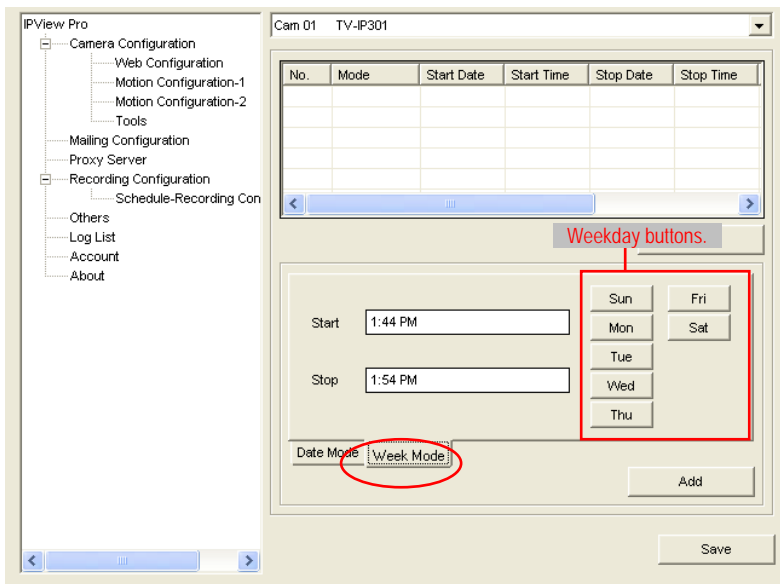 IPView Pro
Camera Configuration
Web Configuration
Motion Configuration-1
Motion Configuration-2
Tools
Mailing Configuration
Proxy Server
Recording Configuration
Schedule-Recording Con
Others
Log List
Account
About
Cam 01 TV-IP301
No. Mode Start Date Start Time Stop Date Stop Time
Weekday buttons.
Start 1:44 PM
Stop 1:54 PM
Sun Fri
Mon Sat
Tue
Wed
Thu
Date Mode Week Mode
Add
Save